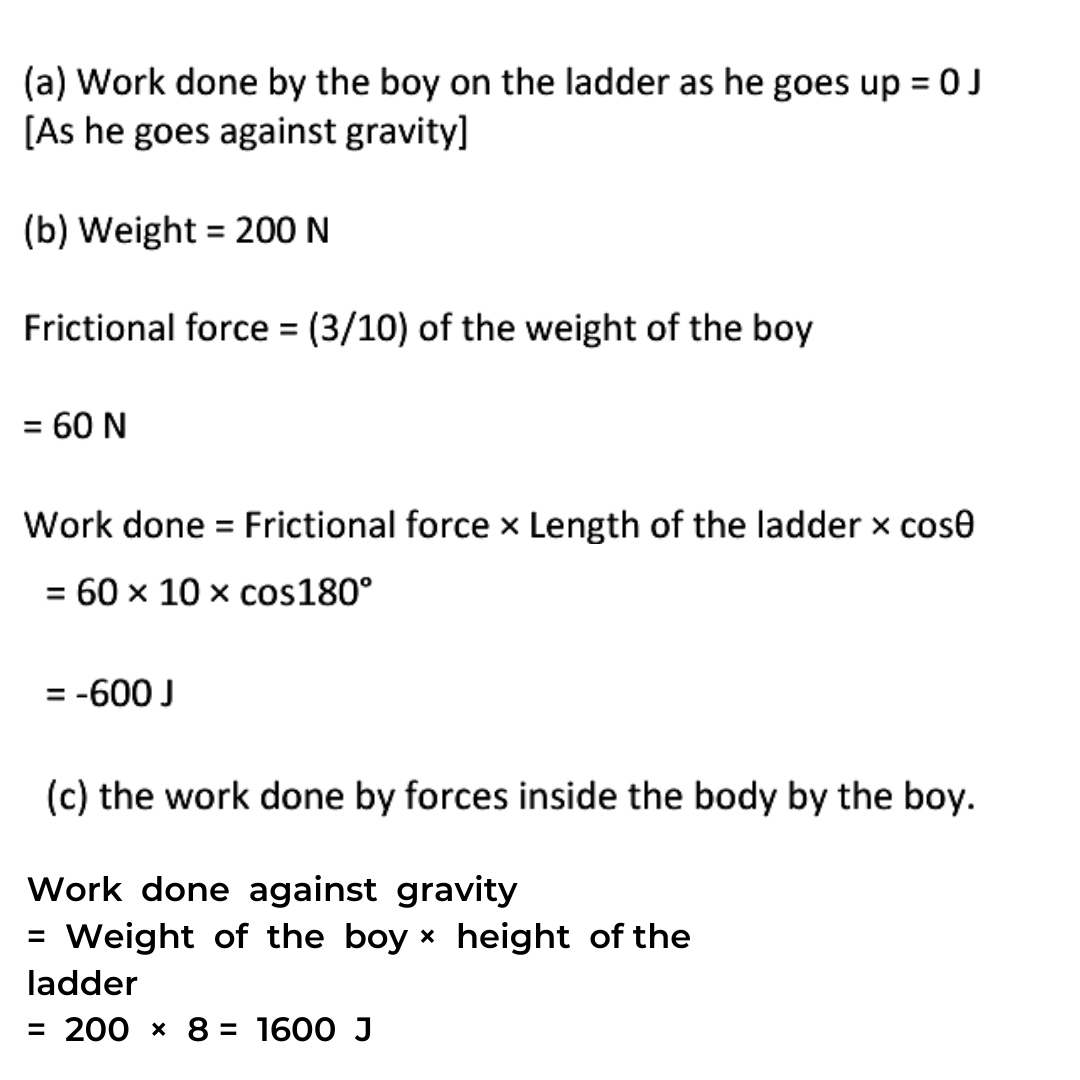 (a) Work done by the boy on the ladder as he goes up = 0 J
[As he goes against gravity]
(b) Weight = 200 N
Frictional force = (3/10) of the weight of the boy
= 60 N
Work done = Frictional force × Length of the ladder × cosθ
= 60 × 10 × cos180°
= -600 J
(c) the work done by forces inside the body by the boy.
Work done against gravity
= Weight of the boy × height of the
ladder
= 200 × 8 = 1600 J